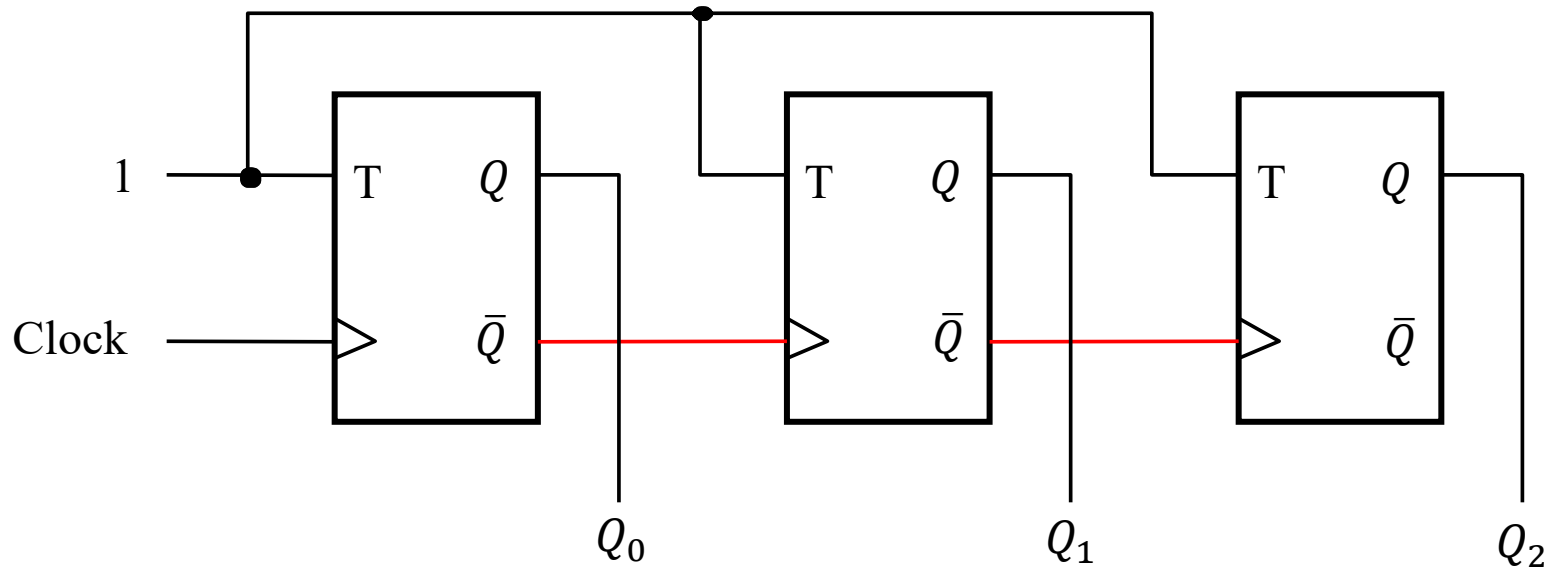 1 T Q T Q T Q
Clock Q̅ Q̅ Q̅
Q₀ Q₁ Q₂